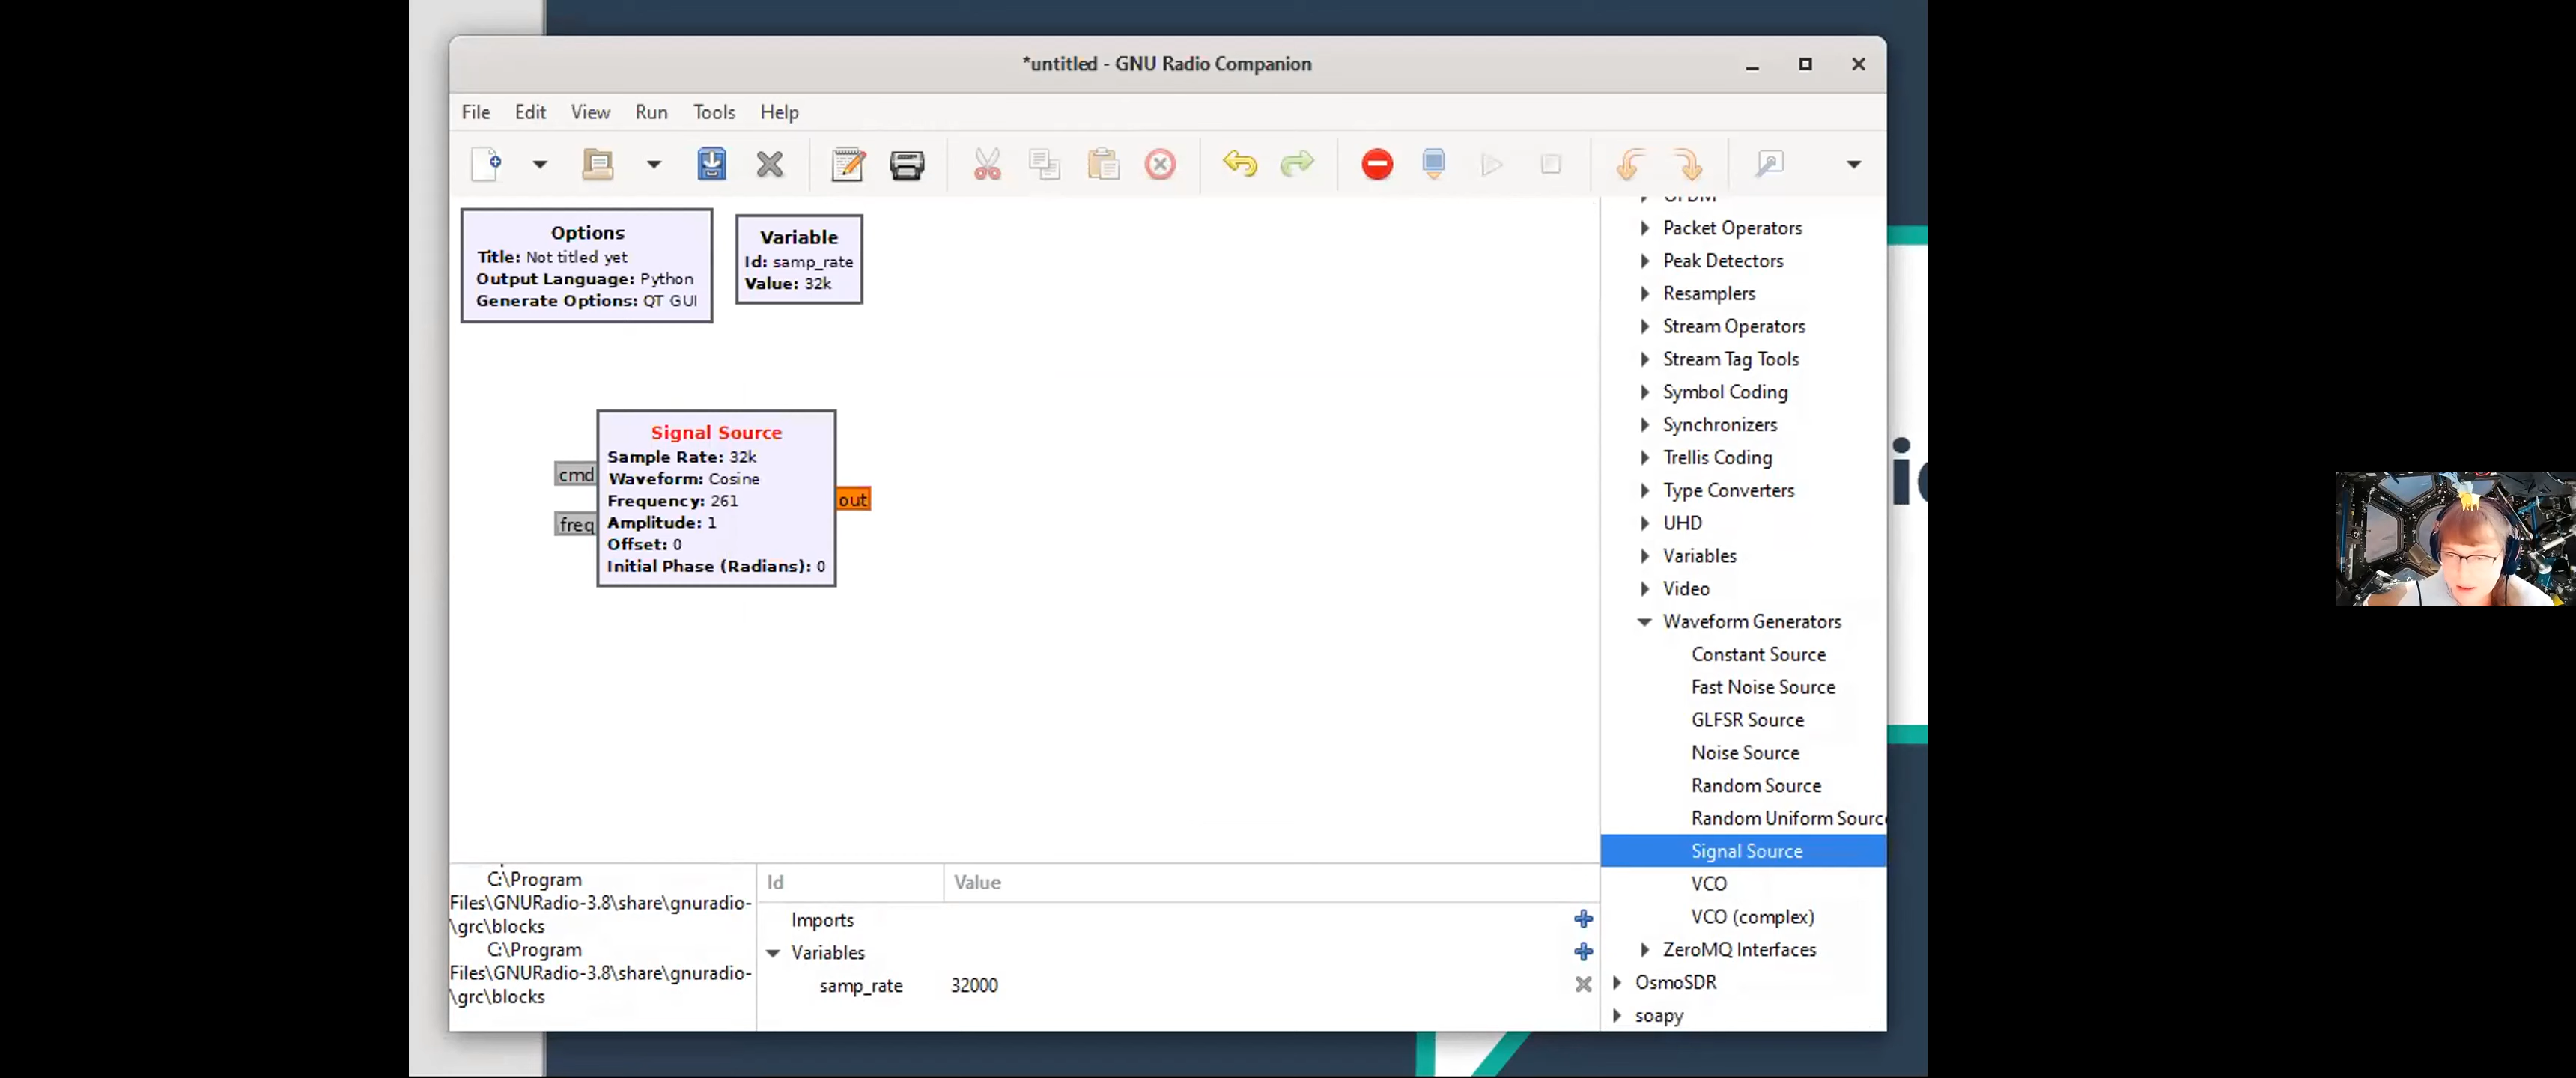 *untitled - GNU Radio Companion
File Edit View Run Tools Help
Options
Title: Not titled yet
Output Language: Python
Generate Options: QT GUI
Variable
Id: samp_rate
Value: 32k
Signal Source
Sample Rate: 32k
Waveform: Cosine
Frequency: 261
Amplitude: 1
Offset: 0
Initial Phase (Radians): 0
cmd
freq
out
OFDM
Packet Operators
Peak Detectors
Resamplers
Stream Operators
Stream Tag Tools
Symbol Coding
Synchronizers
Trellis Coding
Type Converters
UHD
Variables
Video
Waveform Generators
Constant Source
Fast Noise Source
GLFSR Source
Noise Source
Random Source
Random Uniform Source
Signal Source
VCO
VCO (complex)
ZeroMQ Interfaces
OsmoSDR
soapy
C:\Program
Files\GNURadio-3.8\share\gnuradio-
\grc\blocks
C:\Program
Files\GNURadio-3.8\share\gnuradio-
\grc\blocks
Id Value
Imports
Variables
samp_rate 32000